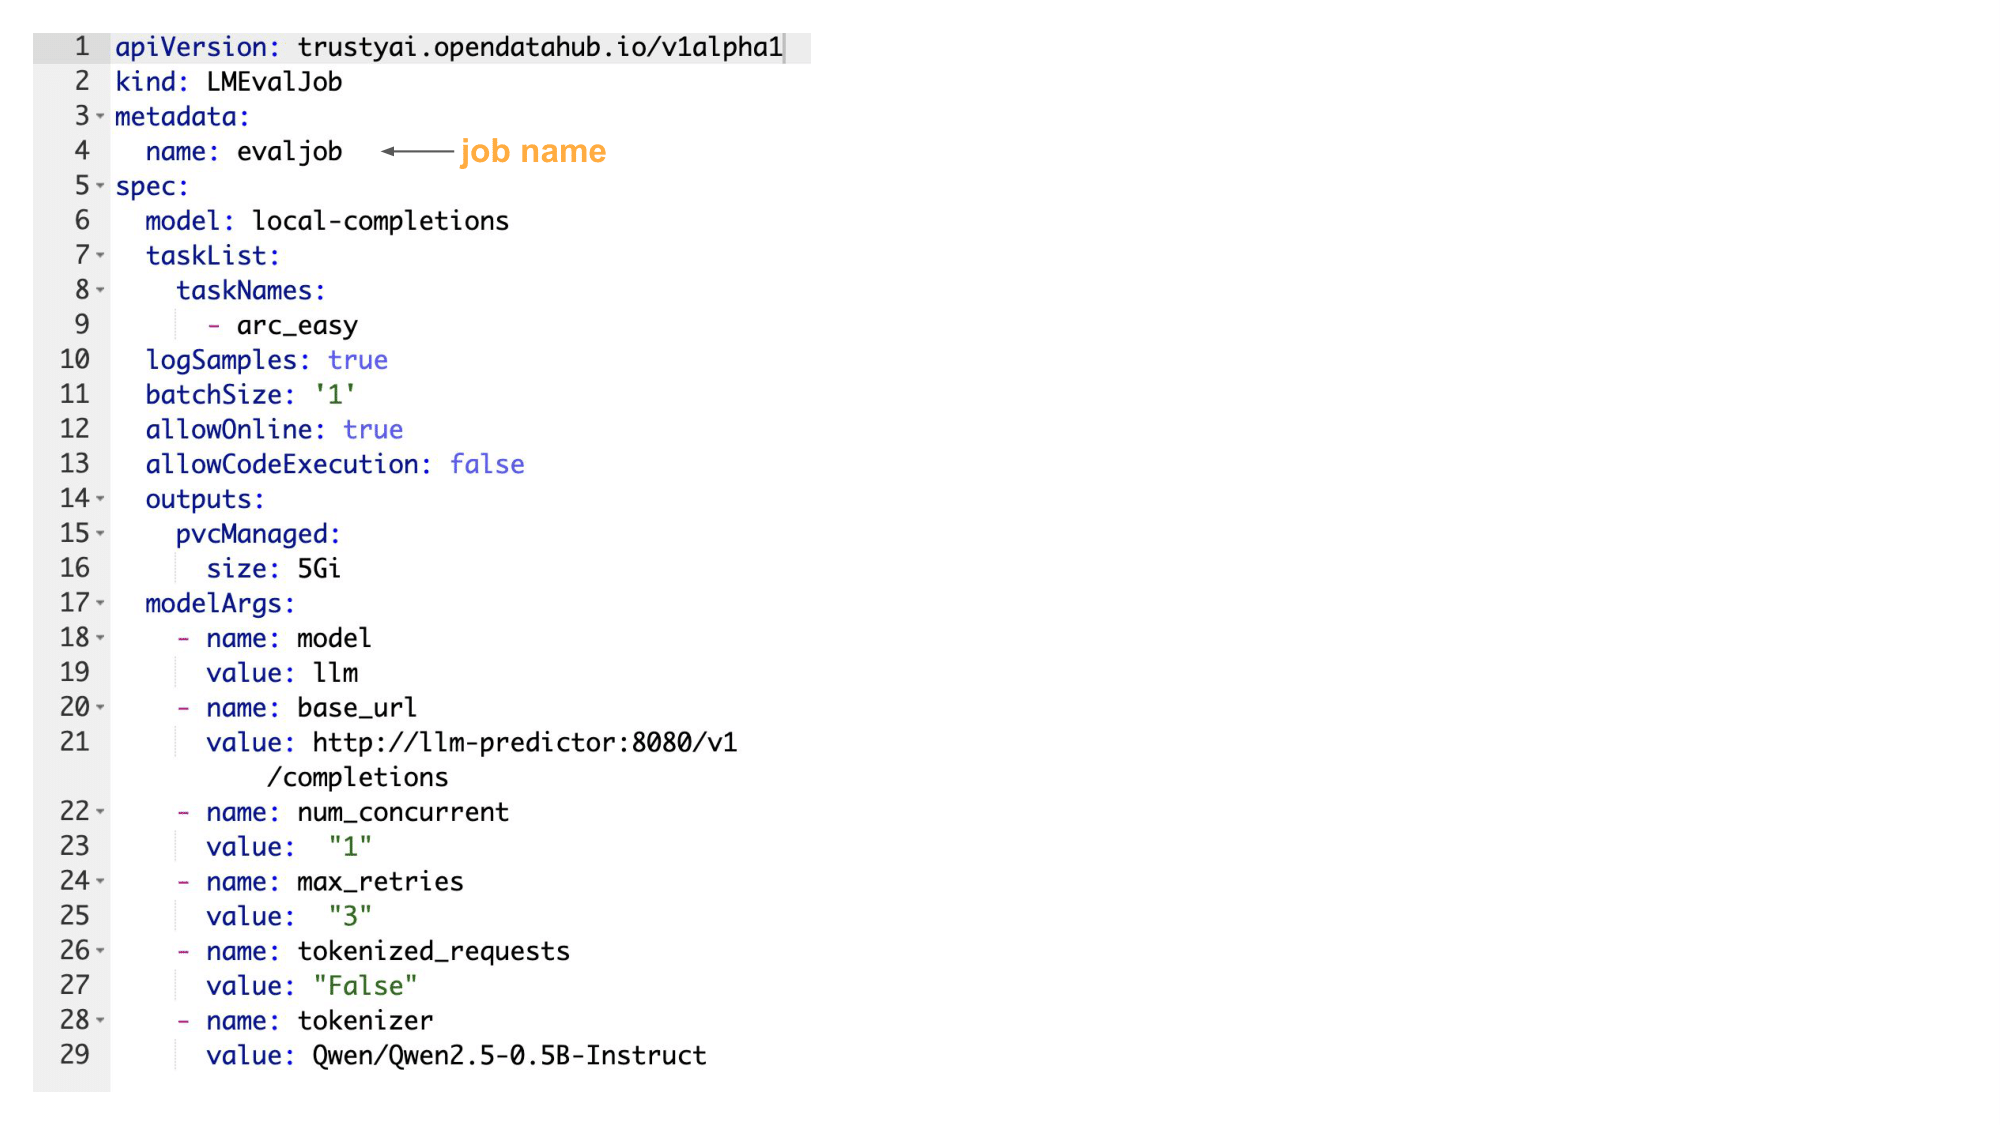 1 apiVersion: trustyai.opendatahub.io/v1alpha1
2 kind: LMEvalJob
3 metadata:
4   name: evaljob job name
5 spec:
6   model: local-completions
7   taskList:
8     taskNames:
9       - arc_easy
10   logSamples: true
11   batchSize: '1'
12   allowOnline: true
13   allowCodeExecution: false
14   outputs:
15     pvcManaged:
16       size: 5Gi
17   modelArgs:
18     - name: model
19       value: llm
20     - name: base_url
21       value: http://llm-predictor:8080/v1
/completions
22     - name: num_concurrent
23       value:  "1"
24     - name: max_retries
25       value:  "3"
26     - name: tokenized_requests
27       value: "False"
28     - name: tokenizer
29       value: Qwen/Qwen2.5-0.5B-Instruct